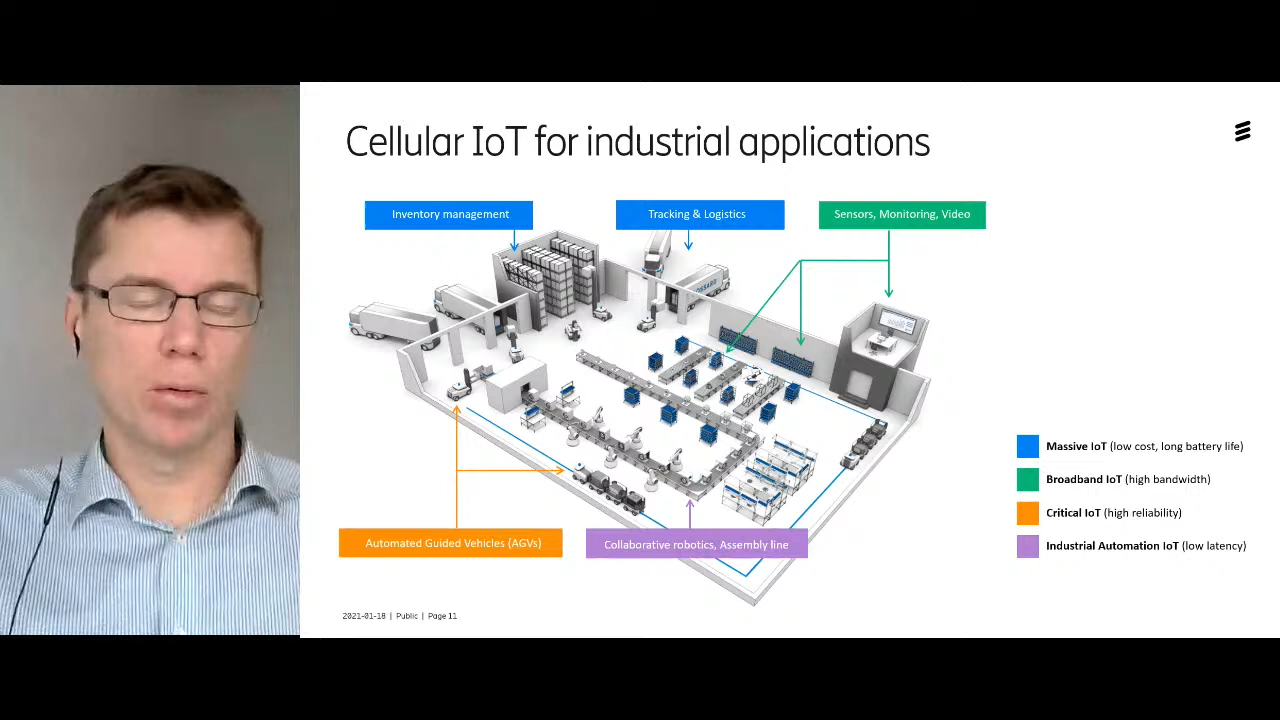 Cellular IoT for industrial applications
Inventory management
Tracking & Logistics
Sensors, Monitoring, Video
Massive IoT (low cost, long battery life)
Broadband IoT (high bandwidth)
Critical IoT (high reliability)
Industrial Automation IoT (low latency)
Automated Guided Vehicles (AGVs)
Collaborative robotics, Assembly line
2021-01-18 | Public | Page 11